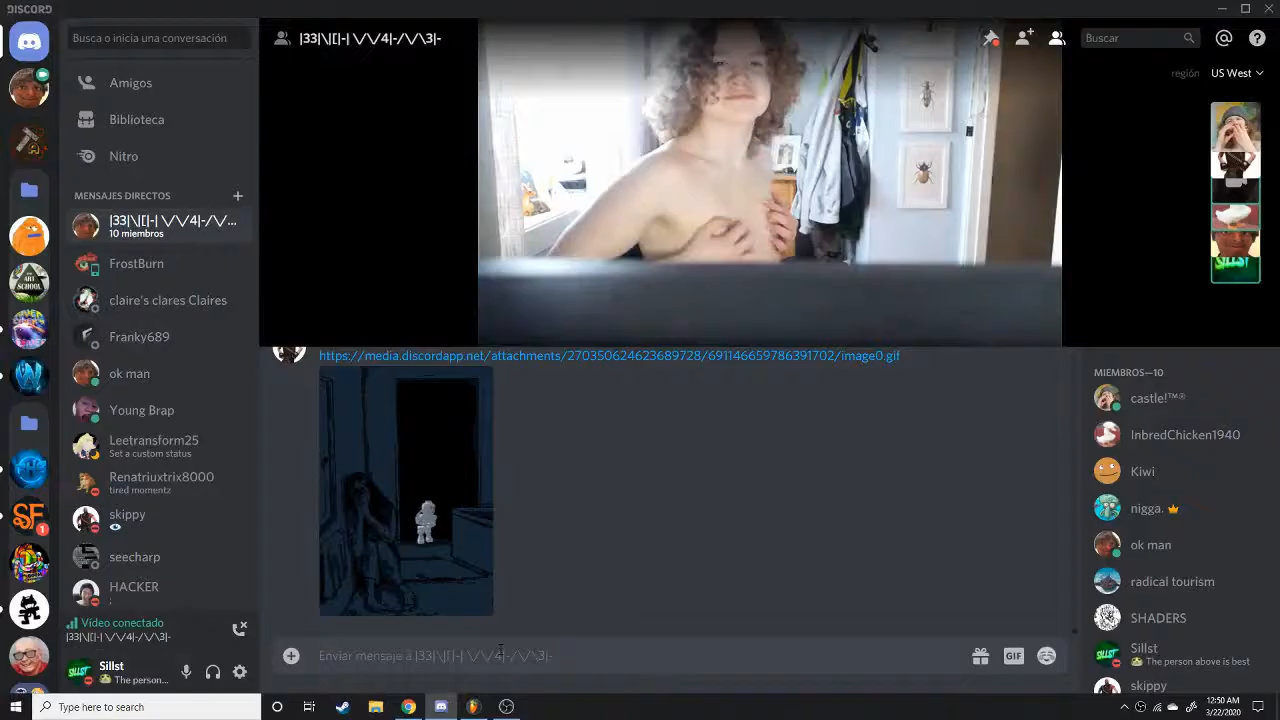 DISCORD
Busca o inicia una conversación
|33|\|[|-| \/\/4|-/\/\3|-
Buscar
región
US West
Amigos
Biblioteca
Nitro
MENSAJES DIRECTOS
|33|\|[|-| \/\/4|-/\/\...
10 miembros
FrostBurn
claire's clares Claires
Franky689
ok man
Young Brap
Leetransform25
Set a custom status
Renatriuxtrix8000
tired momentz
skippy
seecharp
HACKER
;
Vídeo conectado
|33|\|[|-| \/\/4|-/\/\3|-
Sillst
The person...
SF
1
SILLST
https://media.discordapp.net/attachments/270350624623689728/691146659786391702/image0.gif
Enviar mensaje a |33|\|[|-| \/\/4|-/\/\3|-
GIF
MIEMBROS—10
castle!™®
InbredChicken1940
Kiwi
nigga.
ok man
radical tourism
SHADERS
Sillst
The person above is best
skippy
Type here to search
12:50 AM
3/22/2020